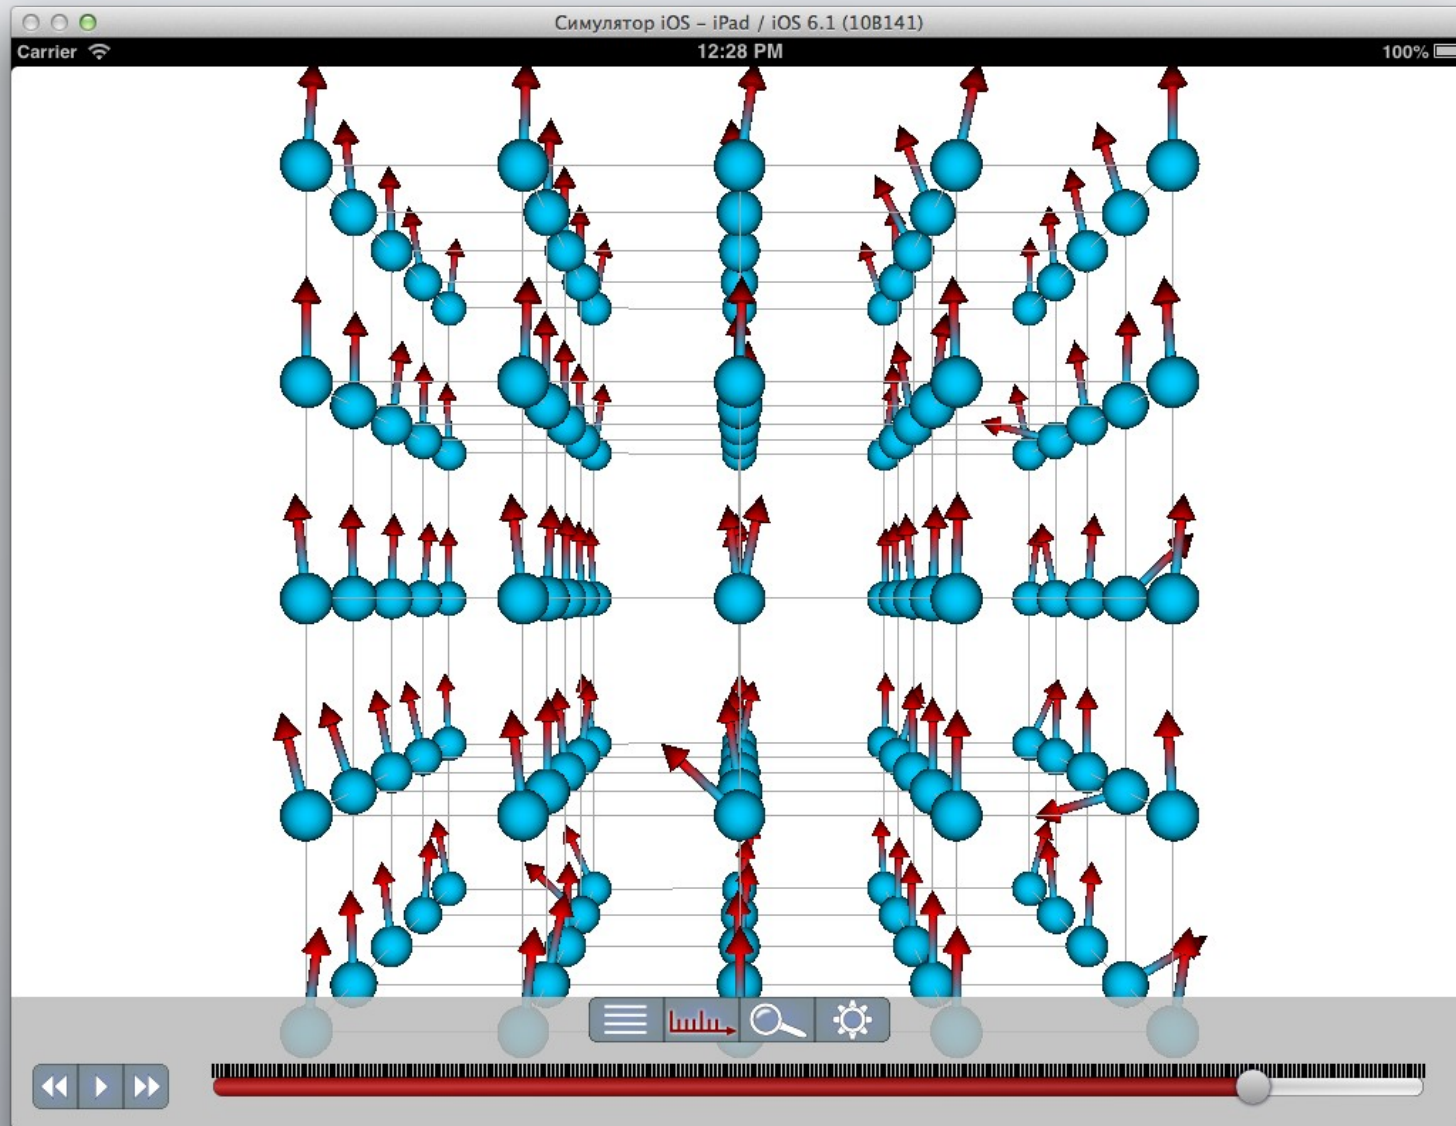 Симулятор iOS – iPad / iOS 6.1 (10B141)
Carrier 12:28 PM 100%